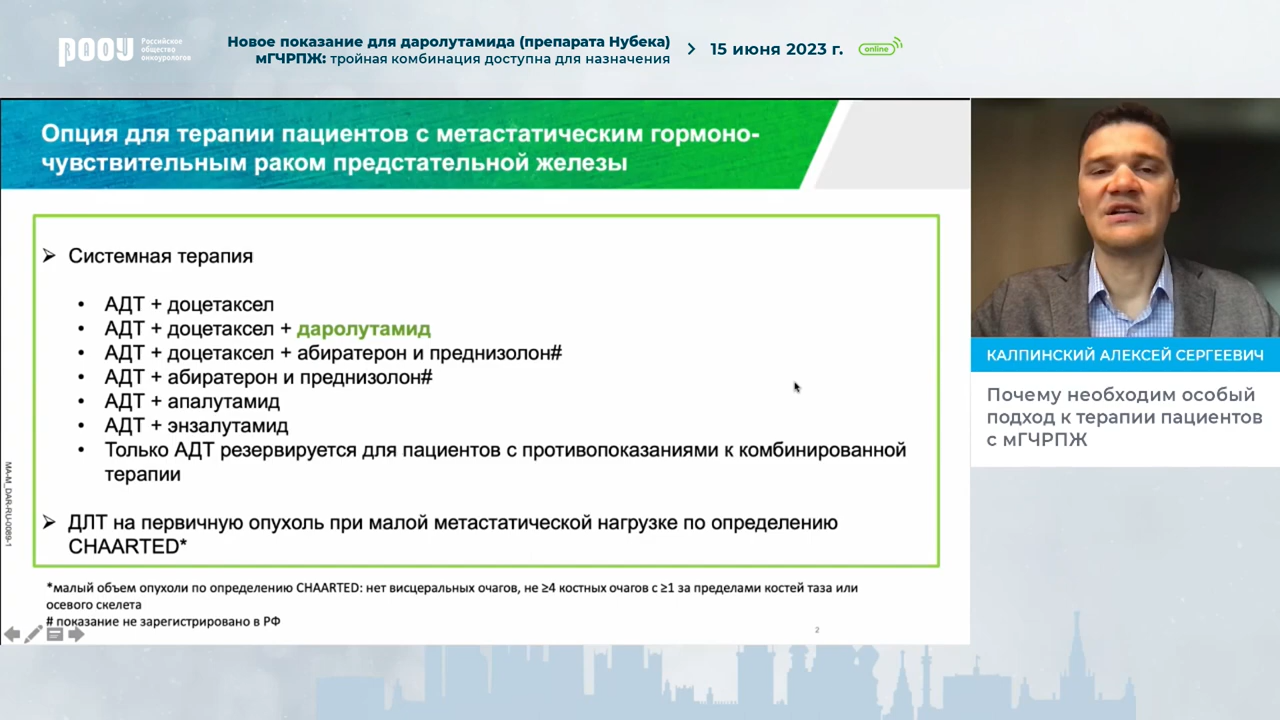 РООУ
Российское
общество
онкоурологов
Новое показание для даролутамида (препарата Нубека)
мГЧРПЖ: тройная комбинация доступна для назначения
15 июня 2023 г.
online
Опция для терапии пациентов с метастатическим гормоно-
чувствительным раком предстательной железы
Системная терапия
• АДТ + доцетаксел
• АДТ + доцетаксел + даролутамид
• АДТ + доцетаксел + абиратерон и преднизолон#
• АДТ + абиратерон и преднизолон#
• АДТ + апалутамид
• АДТ + энзалутамид
• Только АДТ резервируется для пациентов с противопоказаниями к комбинированной
терапии
ДЛТ на первичную опухоль при малой метастатической нагрузке по определению
CHAARTED*
*малый объем опухоли по определению CHAARTED: нет висцеральных очагов, не ≥4 костных очагов с ≥1 за пределами костей таза или
осевого скелета
# показание не зарегистрировано в РФ
2
MA-M_DAR-RU-0089-1
КАЛПИНСКИЙ АЛЕКСЕЙ СЕРГЕЕВИЧ
Почему необходим особый
подход к терапии пациентов
с мГЧРПЖ